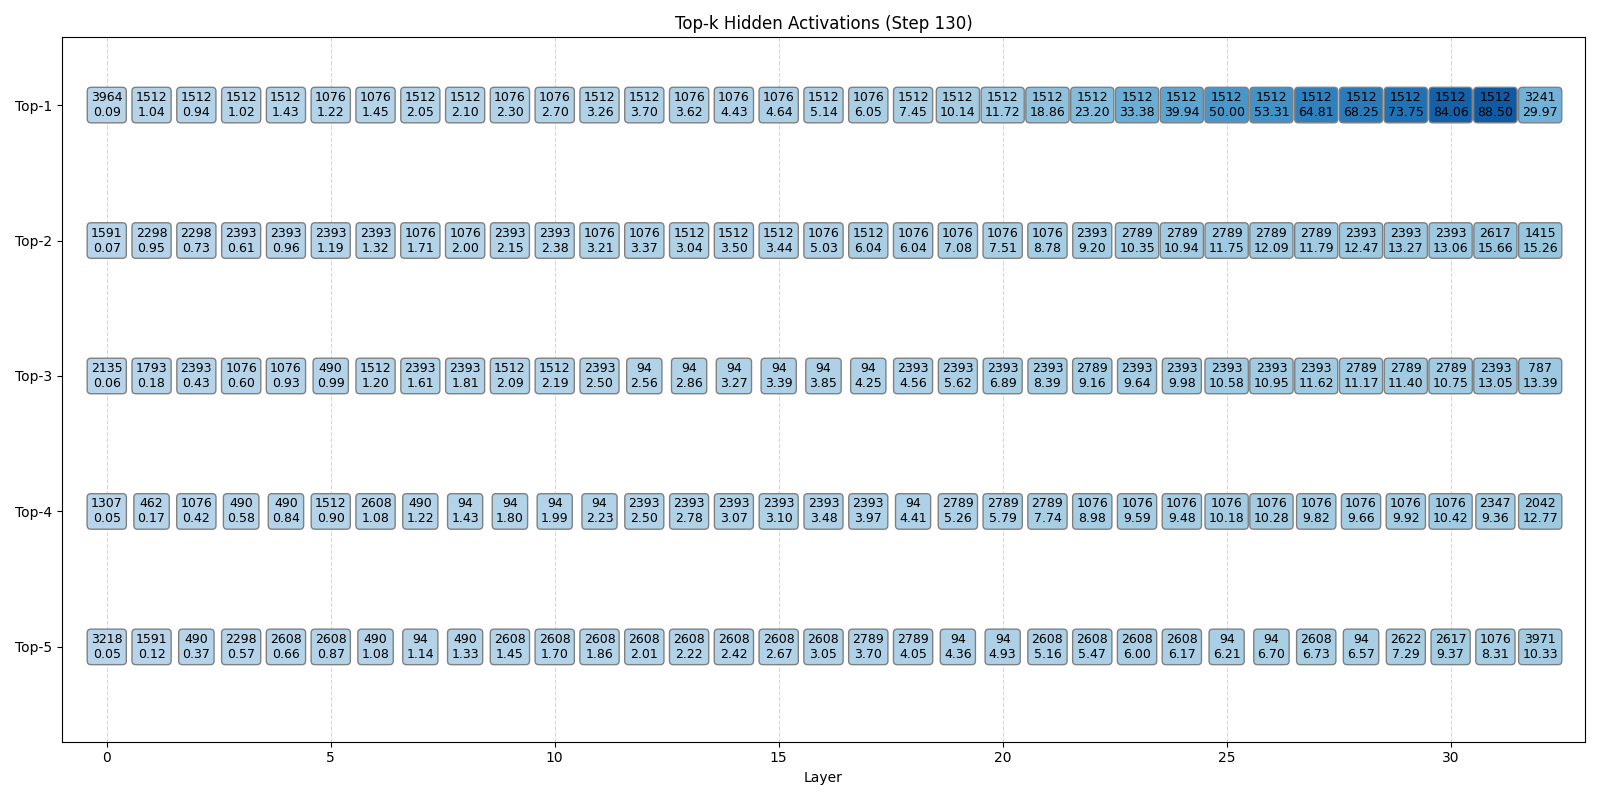 Top-k Hidden Activations (Step 130)
Top-1
3964 1512 1512 1512 1512 1076 1076 1512 1512 1076 1076 1512 1512 1076 1076 1076 1512 1076 1512 1512 1512 1512 1512 1512 1512 1512 1512 1512 1512 1512 1512 1512 3241
0.09 1.04 0.94 1.02 1.43 1.22 1.45 2.05 2.10 2.30 2.70 3.26 3.70 3.62 4.43 4.64 5.14 6.05 7.45 10.14 11.72 18.86 23.20 33.38 39.94 50.00 53.31 64.81 68.25 73.75 84.06 88.50 29.97
Top-2
1591 2298 2298 2393 2393 2393 2393 1076 1076 2393 2393 1076 1076 1512 1512 1512 1076 1512 1076 1076 1076 1076 2393 2789 2789 2789 2789 2789 2393 2393 2393 2617 1415
0.07 0.95 0.73 0.61 0.96 1.19 1.32 1.71 2.00 2.15 2.38 3.21 3.37 3.04 3.50 3.44 5.03 6.04 6.04 7.08 7.51 8.78 9.20 10.35 10.94 11.75 12.09 11.79 12.47 13.27 13.06 15.66 15.26
Top-3
2135 1793 2393 1076 1076 490 1512 2393 2393 1512 1512 2393 94 94 94 94 94 94 2393 2393 2393 2393 2789 2393 2393 2393 2393 2393 2789 2789 2789 2393 787
0.06 0.18 0.43 0.60 0.93 0.99 1.20 1.61 1.81 2.09 2.19 2.50 2.56 2.86 3.27 3.39 3.85 4.25 4.56 5.62 6.89 8.39 9.16 9.64 9.98 10.58 10.95 11.62 11.17 11.40 10.75 13.05 13.39
Top-4
1307 462 1076 490 490 1512 2608 490 94 94 94 94 2393 2393 2393 2393 2393 2393 94 2789 2789 2789 1076 1076 1076 1076 1076 1076 1076 1076 1076 2347 2042
0.05 0.17 0.42 0.58 0.84 0.90 1.08 1.22 1.43 1.80 1.99 2.23 2.50 2.78 3.07 3.10 3.48 3.97 4.41 5.26 5.79 7.74 8.98 9.59 9.48 10.18 10.28 9.82 9.66 9.92 10.42 9.36 12.77
Top-5
3218 1591 490 2298 2608 2608 490 94 490 2608 2608 2608 2608 2608 2608 2608 2608 2789 2789 94 94 2608 2608 2608 2608 94 94 2608 94 2622 2617 1076 3971
0.05 0.12 0.37 0.57 0.66 0.87 1.08 1.14 1.33 1.45 1.70 1.86 2.01 2.22 2.42 2.67 3.05 3.70 4.05 4.36 4.93 5.16 5.47 6.00 6.17 6.21 6.70 6.73 6.57 7.29 9.37 8.31 10.33
0 5 10 15 20 25 30
Layer